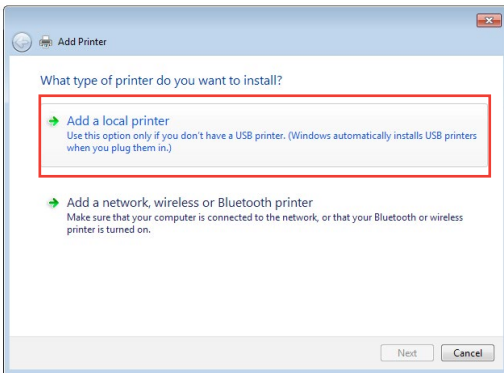 Add Printer
What type of printer do you want to install?
Add a local printer
Use this option only if you don't have a USB printer. (Windows automatically installs USB printers
when you plug them in.)
Add a network, wireless or Bluetooth printer
Make sure that your computer is connected to the network, or that your Bluetooth or wireless
printer is turned on.
Next
Cancel